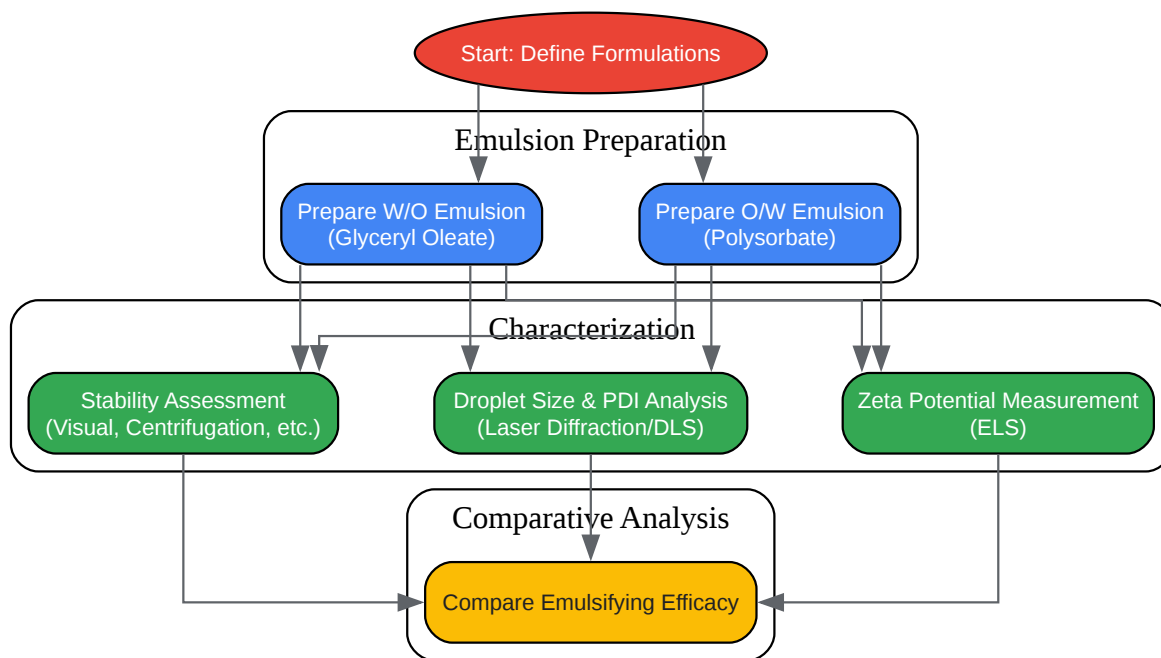 Start: Define Formulations
Emulsion Preparation
Prepare W/O Emulsion
(Glyceryl Oleate)
Prepare O/W Emulsion
(Polysorbate)
Characterization
Stability Assessment
(Visual, Centrifugation, etc.)
Droplet Size & PDI Analysis
(Laser Diffraction/DLS)
Zeta Potential Measurement
(ELS)
Comparative Analysis
Compare Emulsifying Efficacy